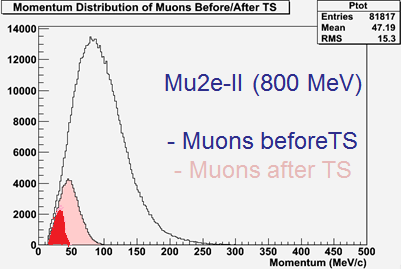 Momentum Distribution of Muons Before/After TS
Ptot
Entries 81817
Mean 47.19
RMS 15.3
14000
12000
10000
8000
6000
4000
2000
0
Mu2e-II (800 MeV)
- Muons beforeTS
- Muons after TS
0 50 100 150 200 250 300 350 400 450 500
Momentum (MeV/c)